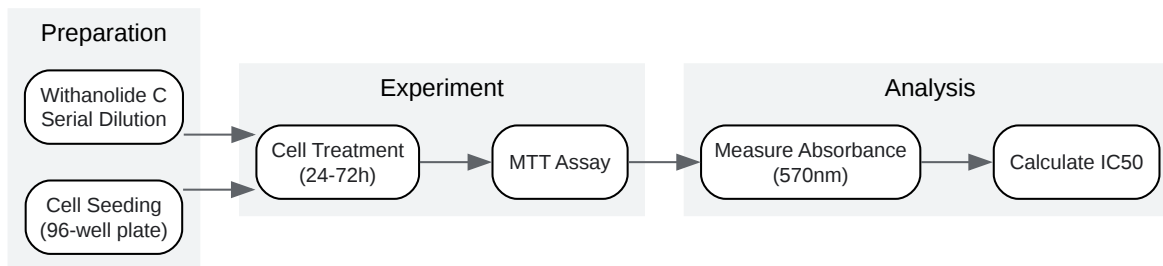 Preparation
Withanolide C
Serial Dilution
Cell Seeding
(96-well plate)
Experiment
Cell Treatment
(24-72h)
MTT Assay
Analysis
Measure Absorbance
(570nm)
Calculate IC50